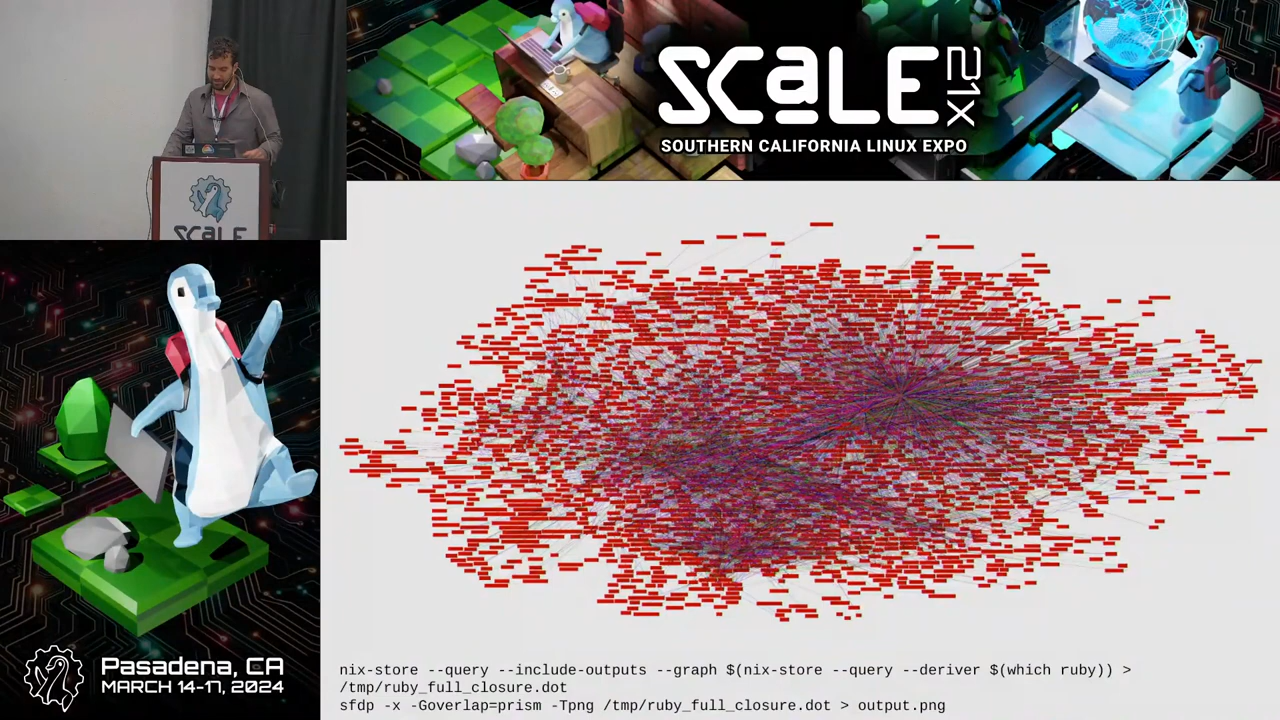 SCaLE 21X
SOUTHERN CALIFORNIA LINUX EXPO
SCaLE
Pasadena, CA
MARCH 14-17, 2024
nix-store --query --include-outputs --graph $(nix-store --query --deriver $(which ruby)) >
/tmp/ruby_full_closure.dot
sfdp -x -Goverlap=prism -Tpng /tmp/ruby_full_closure.dot > output.png